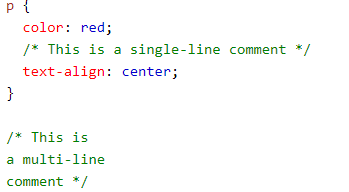 p {
  color: red;
  /* This is a single-line comment */
  text-align: center;
}

/* This is
a multi-line
comment */